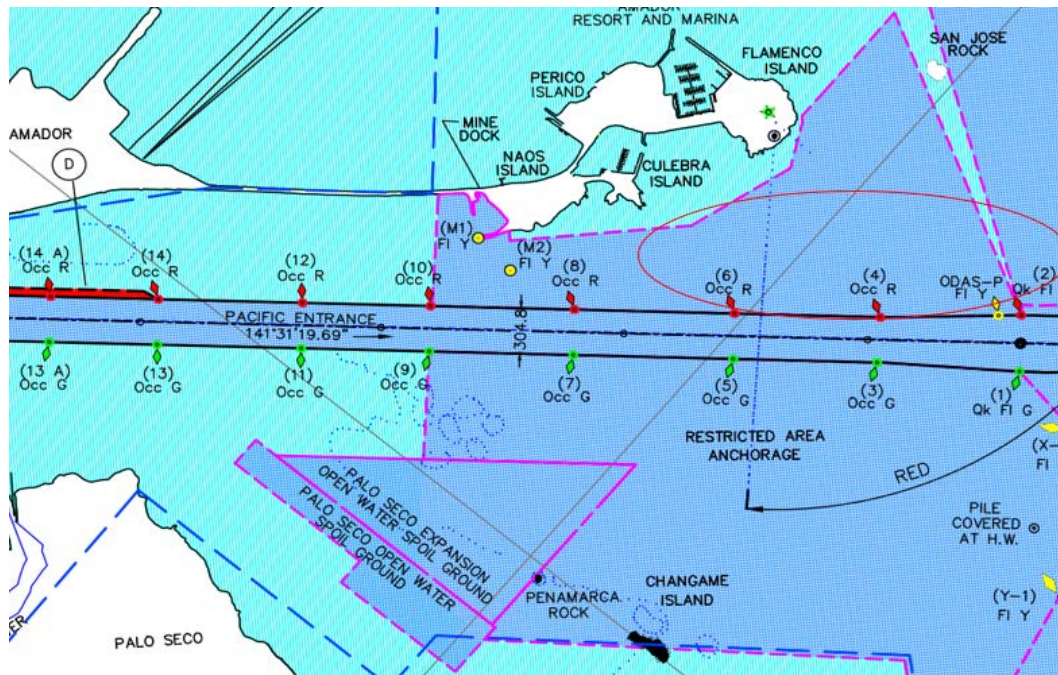 AMADOR
RESORT AND MARINA
SAN JOSE
ROCK
FLAMENCO
ISLAND
PERICO
ISLAND
MINE
DOCK
NAOS
ISLAND
CULEBRA
ISLAND
AMADOR
D
(M1)
Fl Y
(M2)
Fl Y
(14 A)
Occ R
(14)
Occ R
(12)
Occ R
(10)
Occ R
(8)
Occ R
(6)
Occ R
(4)
Occ R
ODAS-P
Fl Y
(2)
Qk Fl
PACIFIC ENTRANCE
141°31'19.69"
304.8
(13 A)
Occ G
(13)
Occ G
(11)
Occ G
(9)
Occ G
(7)
Occ G
(5)
Occ G
(3)
Occ G
(1)
Qk Fl G
RESTRICTED AREA
ANCHORAGE
RED
(X-
Fl
PALO SECO EXPANSION
OPEN WATER SPOIL GROUND
PALO SECO OPEN WATER
SPOIL GROUND
PILE
COVERED
AT H.W.
PENAMARCA
ROCK
CHANGAME
ISLAND
(Y-1)
Fl Y
PALO SECO